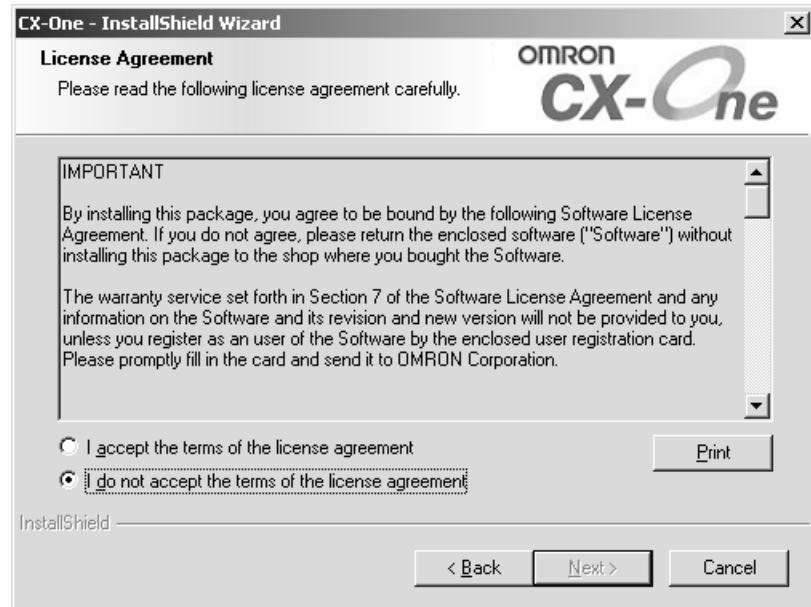 CX-One - InstallShield Wizard
License Agreement
Please read the following license agreement carefully.
OMRON
CX-One
IMPORTANT
By installing this package, you agree to be bound by the following Software License
Agreement. If you do not agree, please return the enclosed software ("Software") without
installing this package to the shop where you bought the Software.
The warranty service set forth in Section 7 of the Software License Agreement and any
information on the Software and its revision and new version will not be provided to you,
unless you register as an user of the Software by the enclosed user registration card.
Please promptly fill in the card and send it to OMRON Corporation.
I accept the terms of the license agreement
Print
I do not accept the terms of the license agreement
InstallShield
< Back
Next >
Cancel